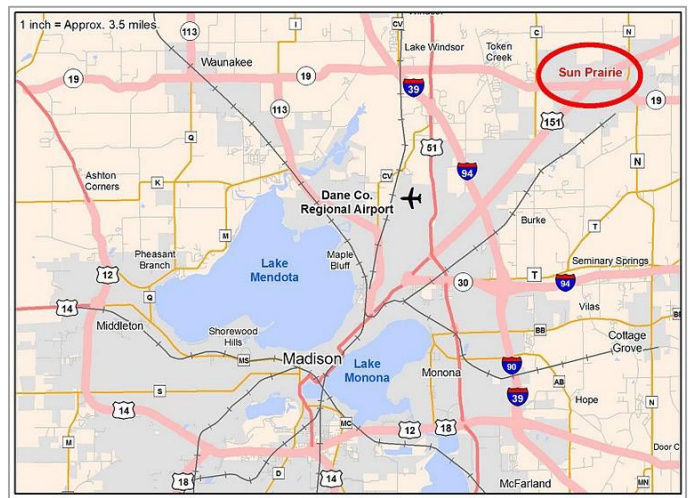 1 inch = Approx. 3.5 miles
113
I
CV
Lake Windsor
Token
Creek
C
N
Waunakee
Sun Prairie
19
19
39
19
113
151
Q
51
Ashton
Corners
K
CV
94
N
Dane Co.
Regional Airport
M
Burke
T
Pheasant
Branch
Lake
Mendota
Maple
Bluff
Seminary Springs
12
30
T
94
Q
14
Vilas
Middleton
Shorewood
Hills
BB
Cottage
Grove
MS
Madison
Lake
Monona
Monona
90
S
AB
39
Hope
N
14
MC
12
18
M
D
Door C
18
14
McFarland
MN